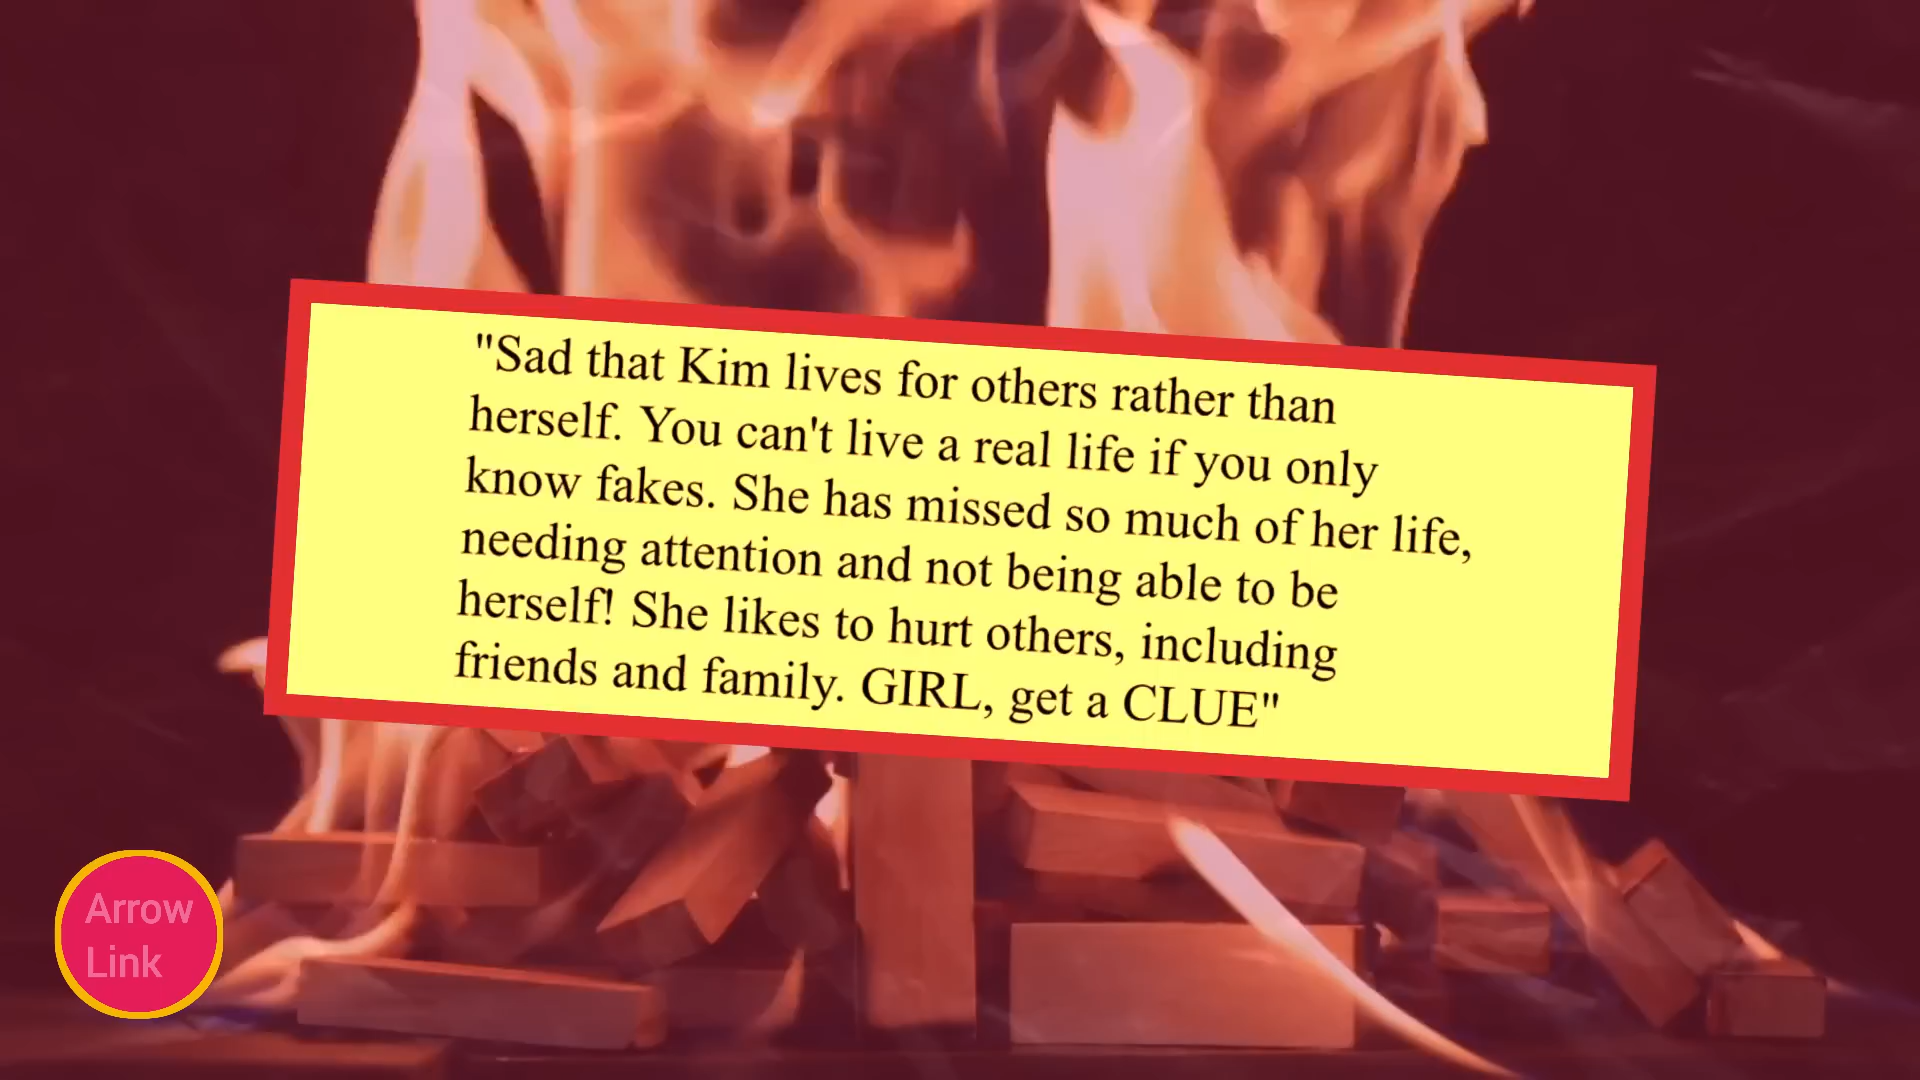 "Sad that Kim lives for others rather than
herself. You can't live a real life if you only
know fakes. She has missed so much of her life,
needing attention and not being able to be
herself! She likes to hurt others, including
friends and family. GIRL, get a CLUE"
Arrow
Link